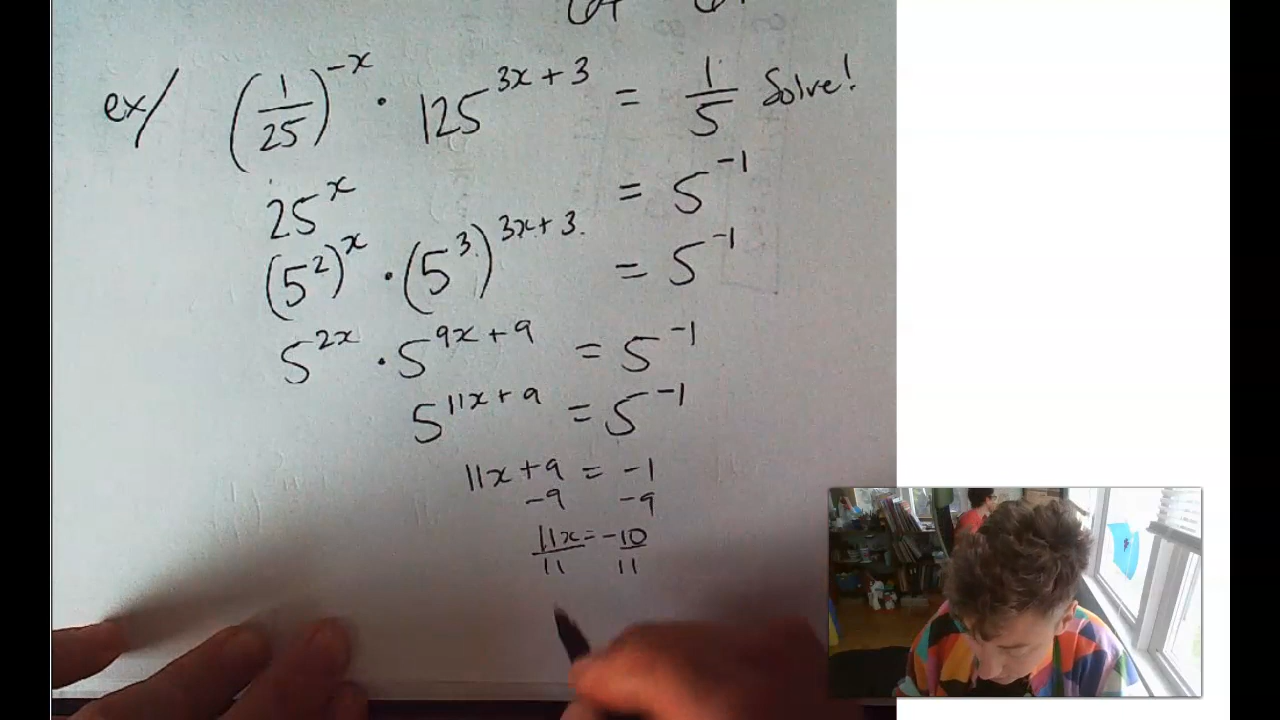 ex/ (1/25)^{-x} · 125^{3x+3} = 1/5 Solve!
25^{x} = 5^{-1}
(5^{2})^{x} · (5^{3})^{3x+3} = 5^{-1}
5^{2x} · 5^{9x+9} = 5^{-1}
5^{11x+9} = 5^{-1}
11x+9 = -1
-9 -9
11x = -10
11 11